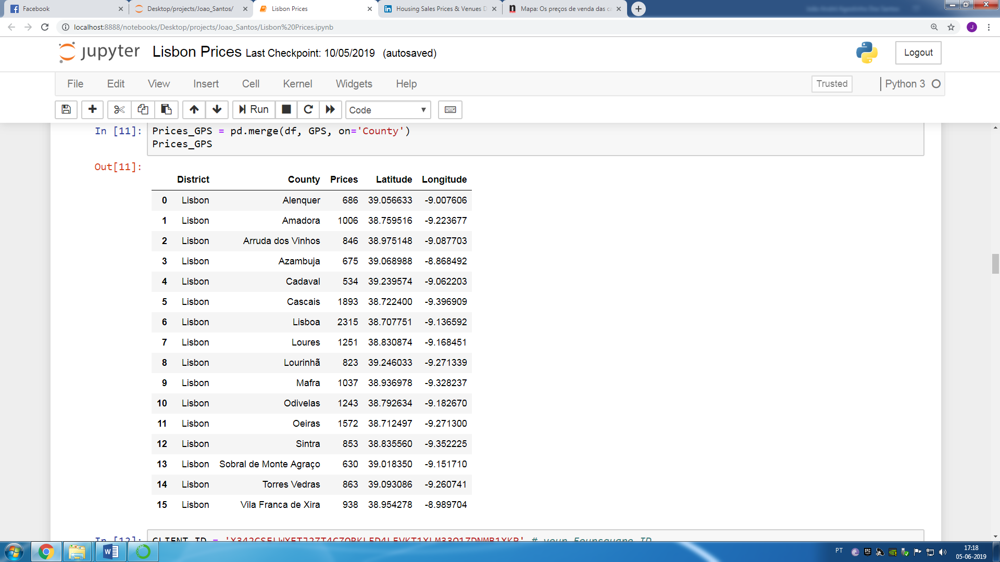 Facebook
Desktop/projects/Joao_Santos/
Lisbon Prices
Housing Sales Prices & Venues D
Mapa: Os preços de venda das ca
localhost:8888/notebooks/Desktop/projects/Joao_Santos/Lisbon%20Prices.ipynb
J
jupyter Lisbon Prices Last Checkpoint: 10/05/2019 (autosaved)
Logout
File Edit View Insert Cell Kernel Widgets Help
Trusted
Python 3
Run
Code
In [11]: Prices_GPS = pd.merge(df, GPS, on='County')
Prices_GPS
Out[11]:
District County Prices Latitude Longitude
0 Lisbon Alenquer 686 39.056633 -9.007606
1 Lisbon Amadora 1006 38.759516 -9.223677
2 Lisbon Arruda dos Vinhos 846 38.975148 -9.087703
3 Lisbon Azambuja 675 39.068988 -8.868492
4 Lisbon Cadaval 534 39.239574 -9.062203
5 Lisbon Cascais 1893 38.722400 -9.396909
6 Lisbon Lisboa 2315 38.707751 -9.136592
7 Lisbon Loures 1251 38.830874 -9.168451
8 Lisbon Lourinhã 823 39.246033 -9.271339
9 Lisbon Mafra 1037 38.936978 -9.328237
10 Lisbon Odivelas 1243 38.792634 -9.182670
11 Lisbon Oeiras 1572 38.712497 -9.271300
12 Lisbon Sintra 853 38.835560 -9.352225
13 Lisbon Sobral de Monte Agraço 630 39.018350 -9.151710
14 Lisbon Torres Vedras 863 39.093086 -9.260741
15 Lisbon Vila Franca de Xira 938 38.954278 -8.989704
In [12]: CLIENT_ID = # your Foursquare ID
PT
17:18
05-06-2019